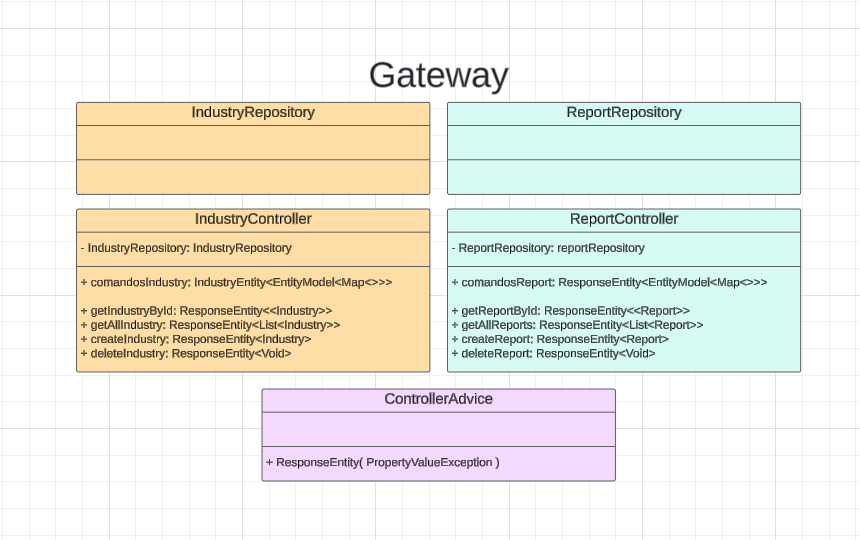 Gateway
IndustryRepository
ReportRepository
IndustryController
- IndustryRepository: IndustryRepository
+ comandosIndustry: IndustryEntity<EntityModel<Map<>>>
+ getIndustryById: ResponseEntity<<Industry>>
+ getAllIndustry: ResponseEntity<List<Industry>>
+ createIndustry: ResponseEntity<Industry>
+ deleteIndustry: ResponseEntity<Void>
ReportController
- ReportRepository: reportRepository
+ comandosReport: ResponseEntity<EntityModel<Map<>>>
+ getReportById: ResponseEntity<<Report>>
+ getAllReports: ResponseEntity<List<Report>>
+ createReport: ResponseEntity<Report>
+ deleteReport: ResponseEntity<Void>
ControllerAdvice
+ ResponseEntity( PropertyValueException )